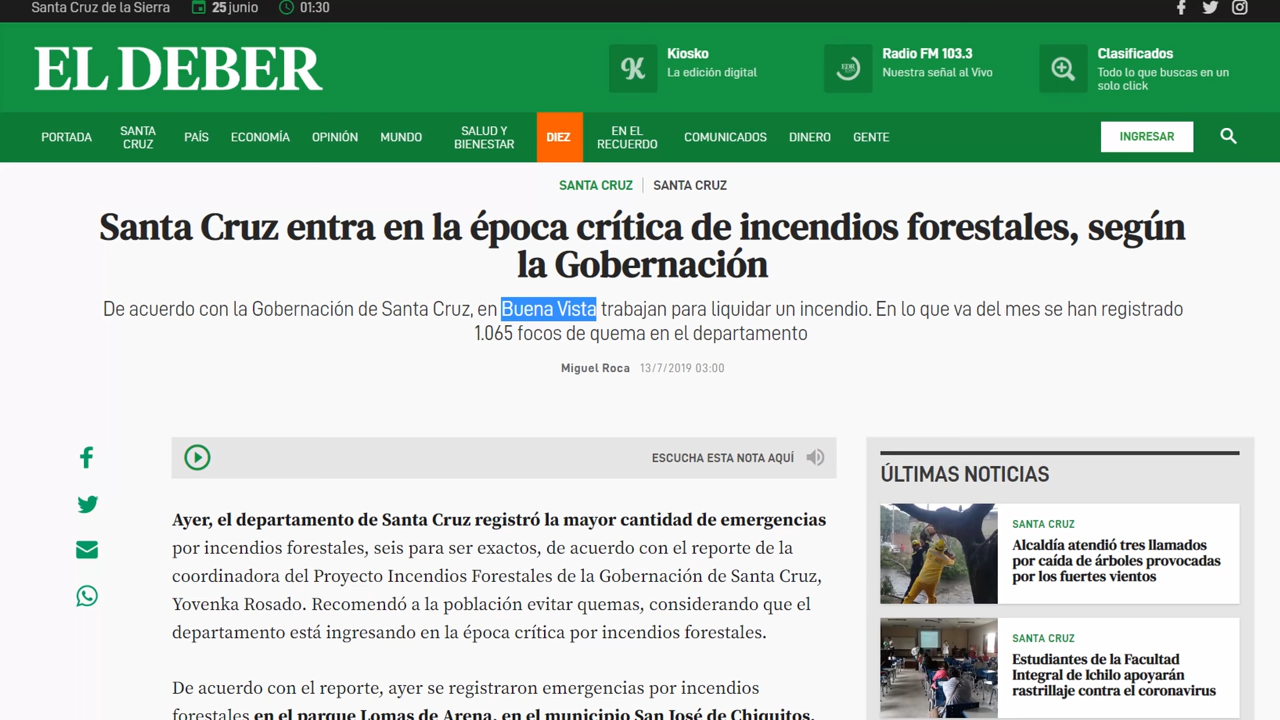 Santa Cruz de la Sierra 25 junio 01:30
EL DEBER
Kiosko
La edición digital
EDR
Radio FM 103.3
Nuestra señal al Vivo
Clasificados
Todo lo que buscas en un
solo click
PORTADA
SANTA
CRUZ
PAÍS
ECONOMÍA
OPINIÓN
MUNDO
SALUD Y
BIENESTAR
DIEZ
EN EL
RECUERDO
COMUNICADOS
DINERO
GENTE
INGRESAR
SANTA CRUZ | SANTA CRUZ
Santa Cruz entra en la época crítica de incendios forestales, según
la Gobernación
De acuerdo con la Gobernación de Santa Cruz, en Buena Vista trabajan para liquidar un incendio. En lo que va del mes se han registrado
1.065 focos de quema en el departamento
Miguel Roca 13/7/2019 03:00
ESCUCHA ESTA NOTA AQUÍ
Ayer, el departamento de Santa Cruz registró la mayor cantidad de emergencias
por incendios forestales, seis para ser exactos, de acuerdo con el reporte de la
coordinadora del Proyecto Incendios Forestales de la Gobernación de Santa Cruz,
Yovenka Rosado. Recomendó a la población evitar quemas, considerando que el
departamento está ingresando en la época crítica por incendios forestales.
De acuerdo con el reporte, ayer se registraron emergencias por incendios
forestales en el parque Lomas de Arena, en el municipio San José de Chiquitos,
ÚLTIMAS NOTICIAS
SANTA CRUZ
Alcaldía atendió tres llamados
por caída de árboles provocadas
por los fuertes vientos
SANTA CRUZ
Estudiantes de la Facultad
Integral de Ichilo apoyarán
rastrillaje contra el coronavirus